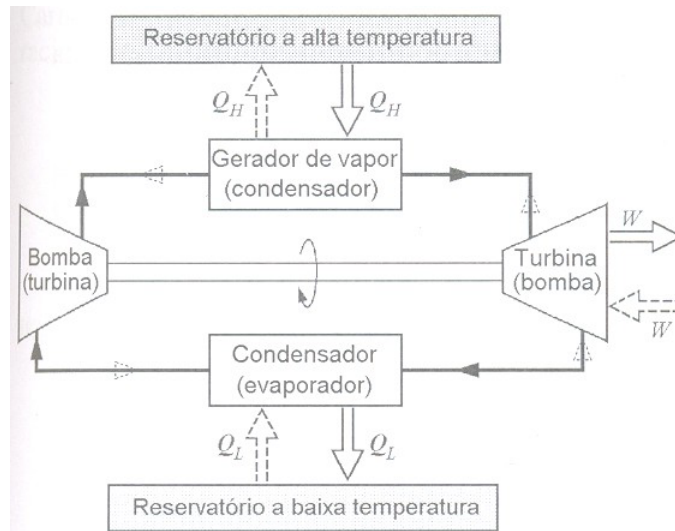 Reservatório a alta temperatura
Q_H
Q_H
Gerador de vapor
(condensador)
Bomba
(turbina)
Turbina
(bomba)
W
W
Condensador
(evaporador)
Q_L
Q_L
Reservatório a baixa temperatura